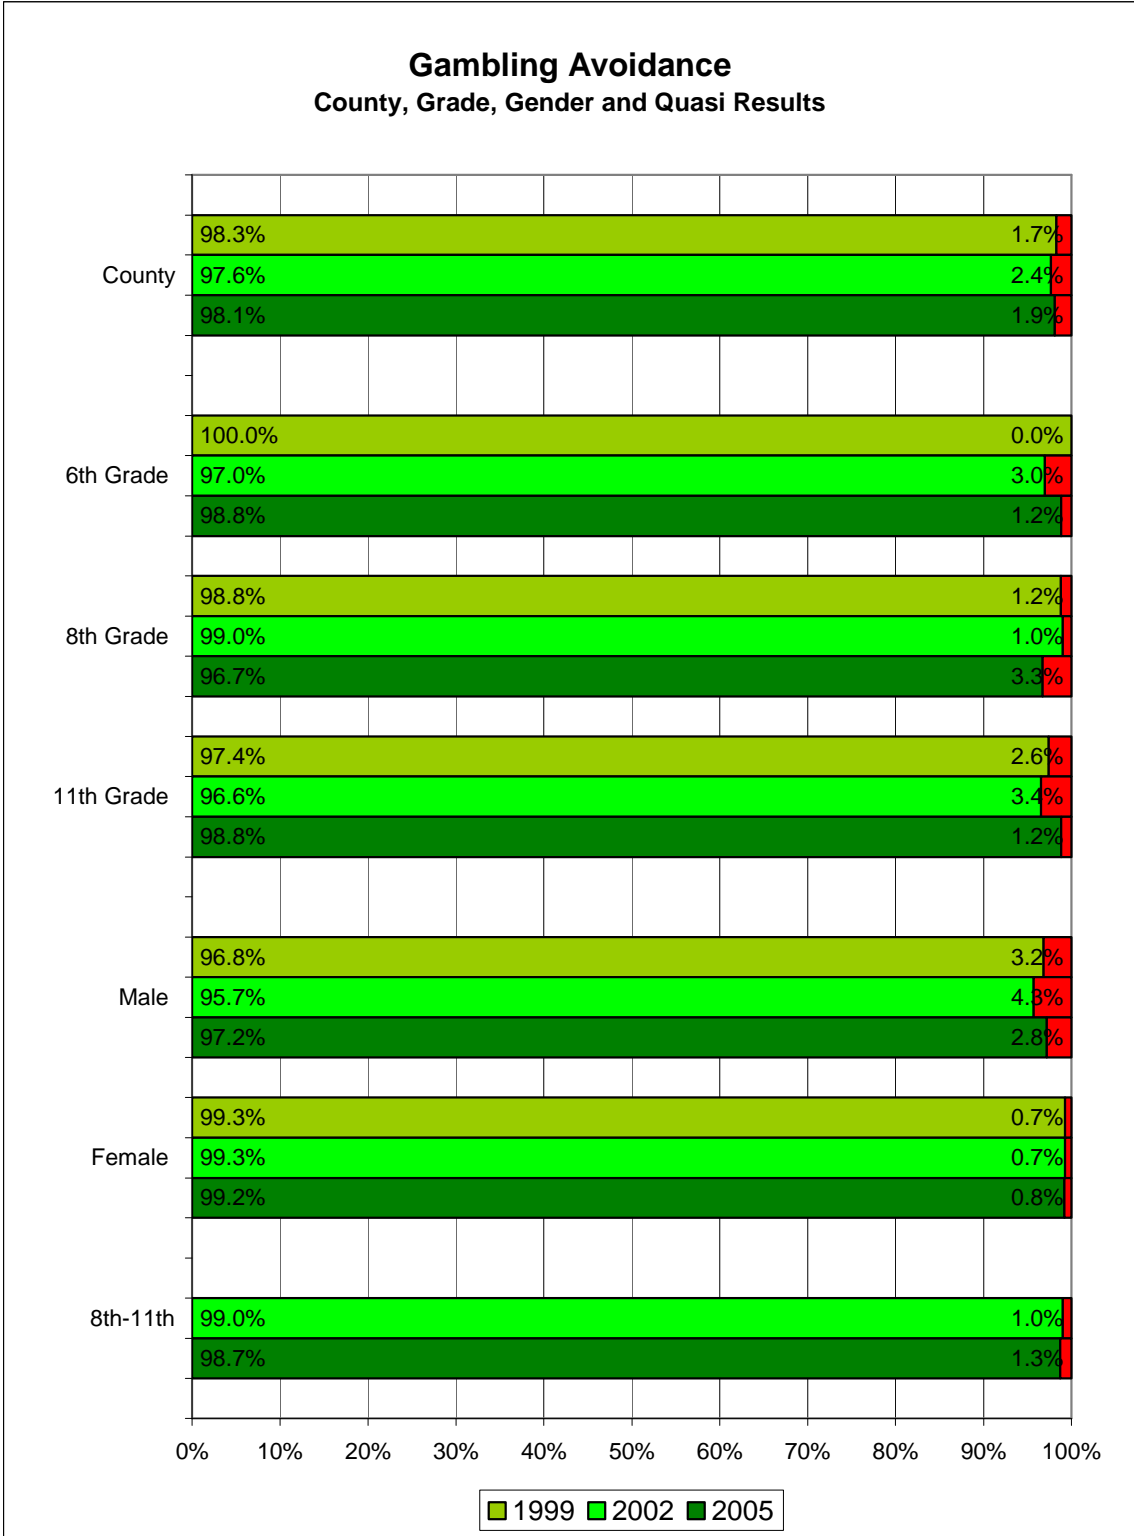 Gambling Avoidance
County, Grade, Gender and Quasi Results
98.3% 1.7%
County 97.6% 2.4%
98.1% 1.9%
100.0% 0.0%
6th Grade 97.0% 3.0%
98.8% 1.2%
98.8% 1.2%
8th Grade 99.0% 1.0%
96.7% 3.3%
97.4% 2.6%
11th Grade 96.6% 3.4%
98.8% 1.2%
96.8% 3.2%
Male 95.7% 4.3%
97.2% 2.8%
99.3% 0.7%
Female 99.3% 0.7%
99.2% 0.8%
8th-11th 99.0% 1.0%
98.7% 1.3%
0% 10% 20% 30% 40% 50% 60% 70% 80% 90% 100%
1999 2002 2005